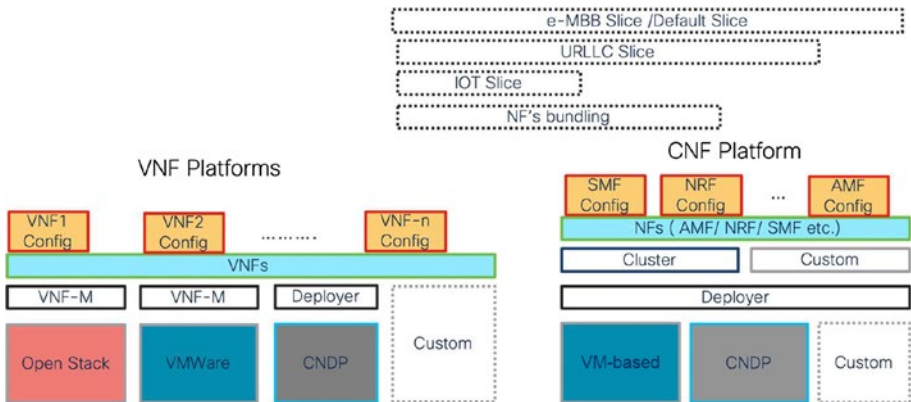 e-MBB Slice /Default Slice
URLLC Slice
IOT Slice
NF's bundling
VNF Platforms
CNF Platform
VNF1
Config
VNF2
Config
...........
VNF-n
Config
SMF
Config
NRF
Config
...
AMF
Config
VNFs
NFs ( AMF/ NRF/ SMF etc.)
Cluster
Custom
VNF-M
VNF-M
Deployer
Deployer
Open Stack
VMWare
CNDP
Custom
VM-based
CNDP
Custom